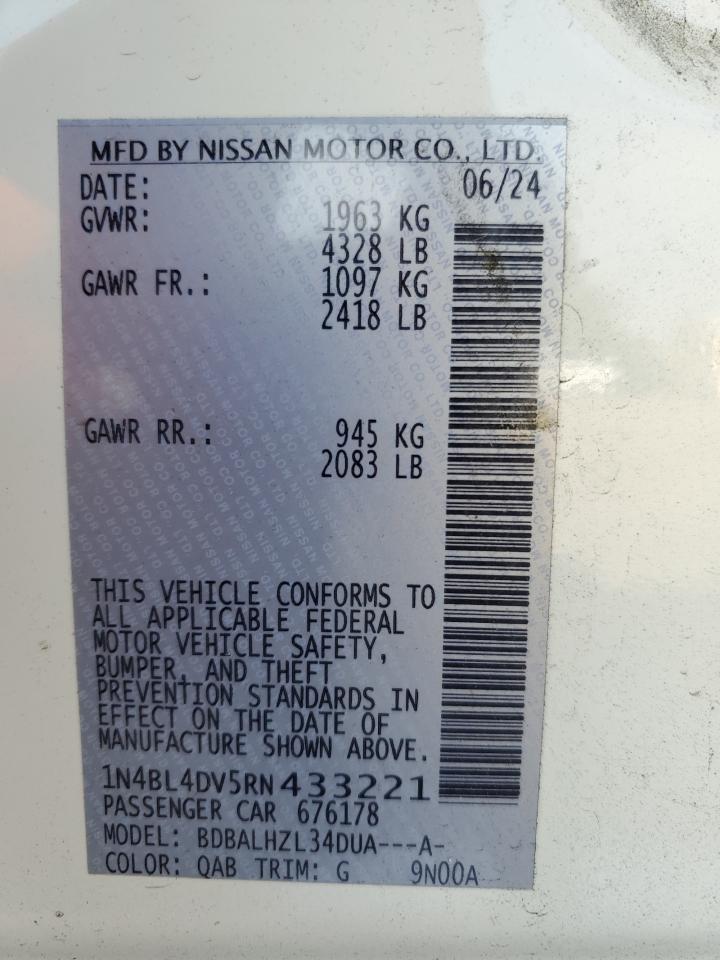 MFD BY NISSAN MOTOR CO., LTD.
DATE: 06/24
GVWR: 1963 KG
4328 LB
GAWR FR.: 1097 KG
2418 LB
GAWR RR.: 945 KG
2083 LB
THIS VEHICLE CONFORMS TO
ALL APPLICABLE FEDERAL
MOTOR VEHICLE SAFETY,
BUMPER, AND THEFT
PREVENTION STANDARDS IN
EFFECT ON THE DATE OF
MANUFACTURE SHOWN ABOVE.
1N4BL4DV5RN433221
PASSENGER CAR 676178
MODEL: BDBALHZL34DUA---A-
COLOR: QAB TRIM: G 9N00A